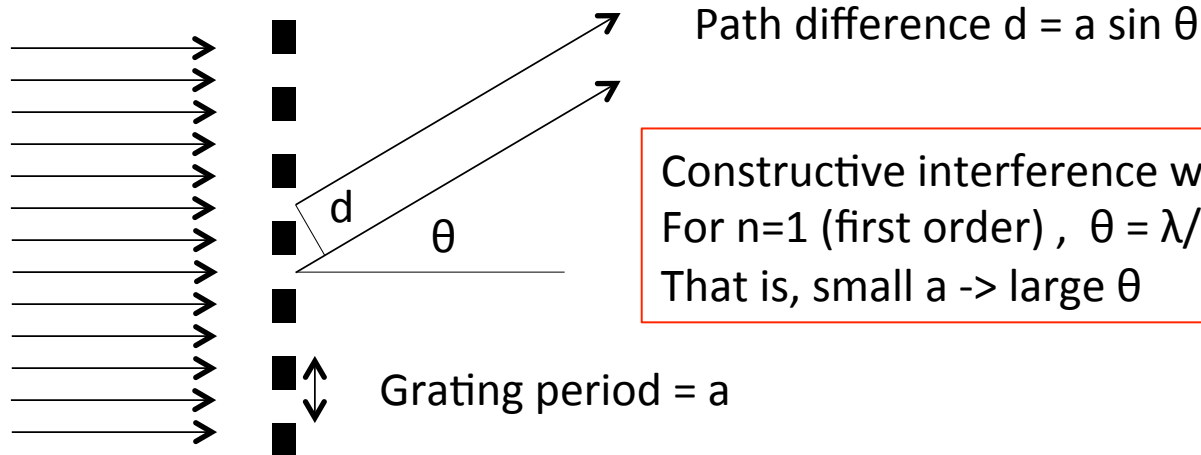 Path difference d = a sin θ
Constructive interference w
For n=1 (first order) , θ = λ/
That is, small a -> large θ
d
θ
Grating period = a